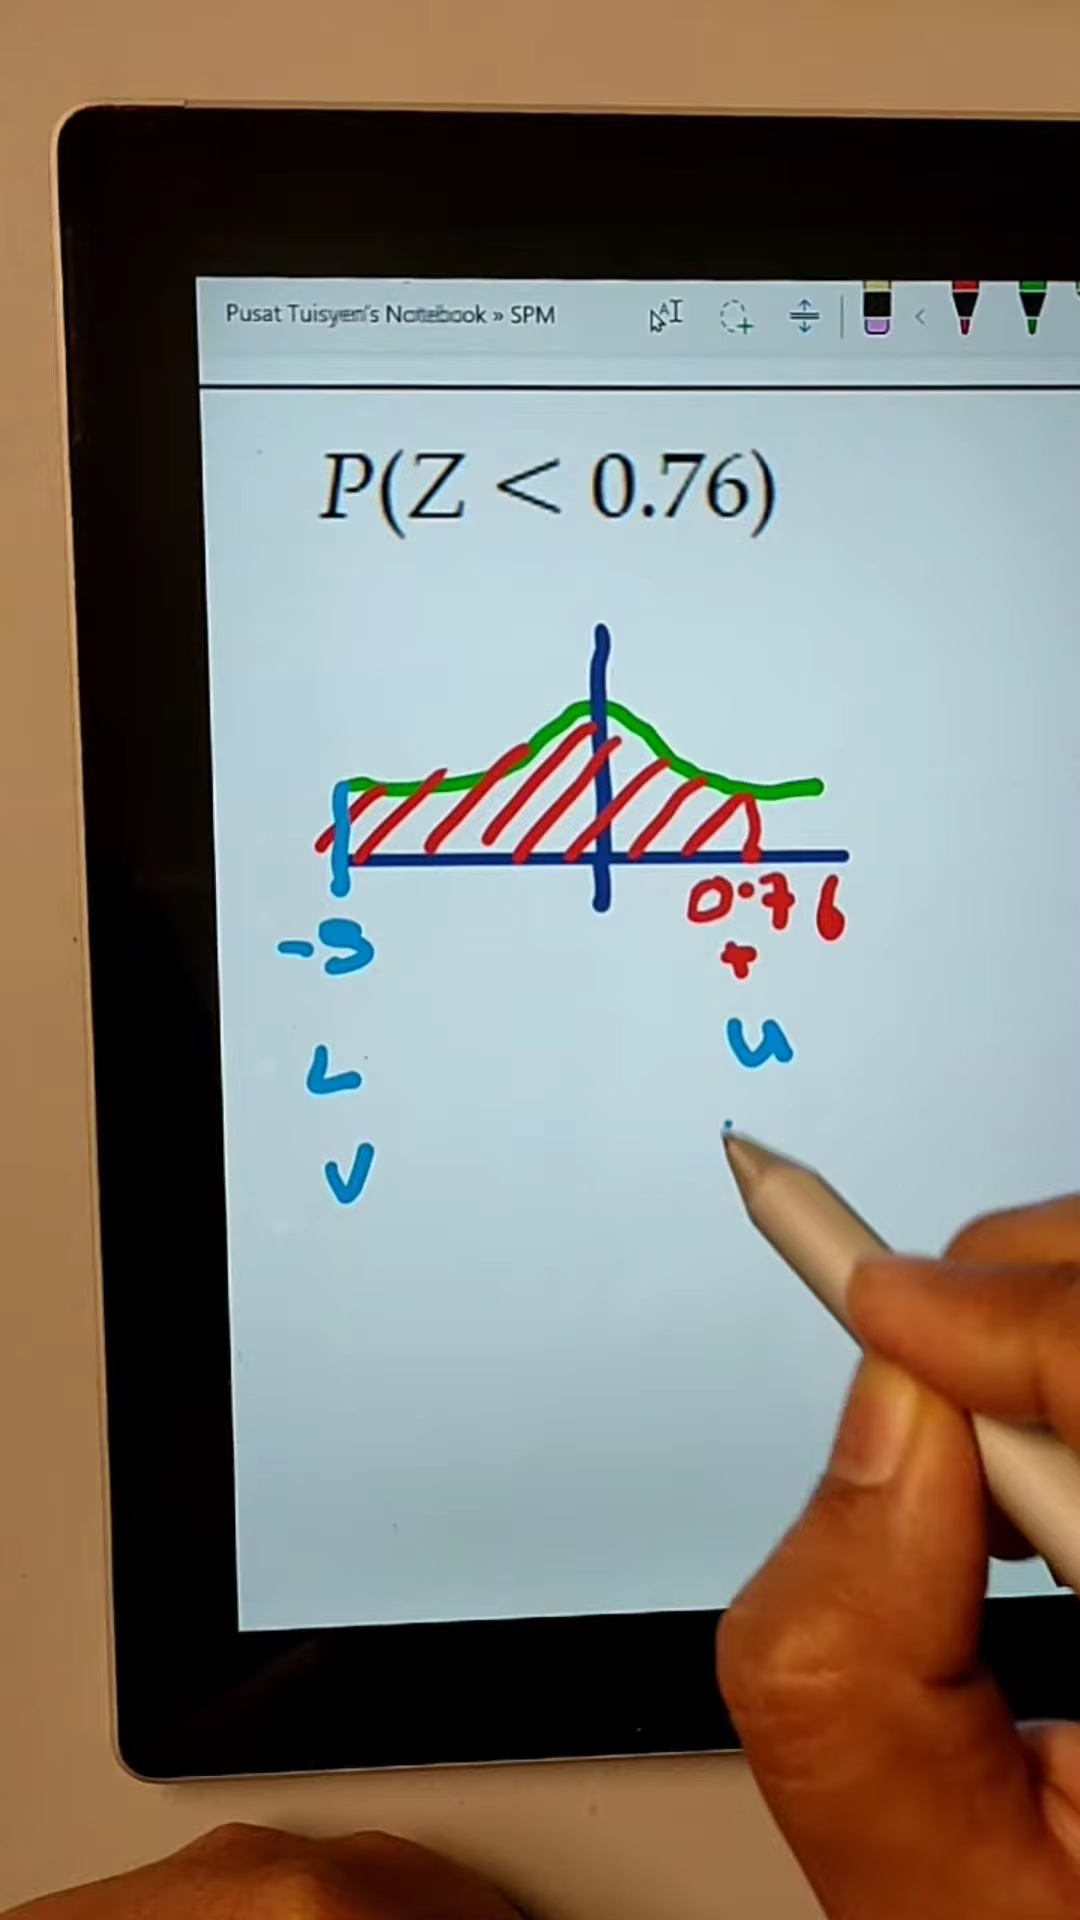 Pusat Tuisyen's Notebook » SPM
P(Z < 0.76)
-3
0.76
+
L
U
V